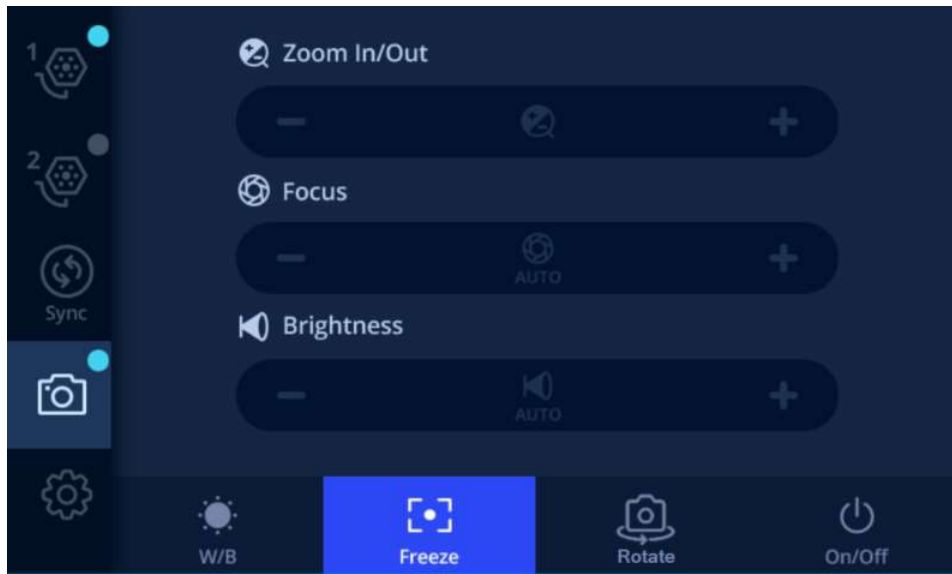 1
2
Sync
Zoom In/Out
Focus
AUTO
Brightness
AUTO
W/B
Freeze
Rotate
On/Off